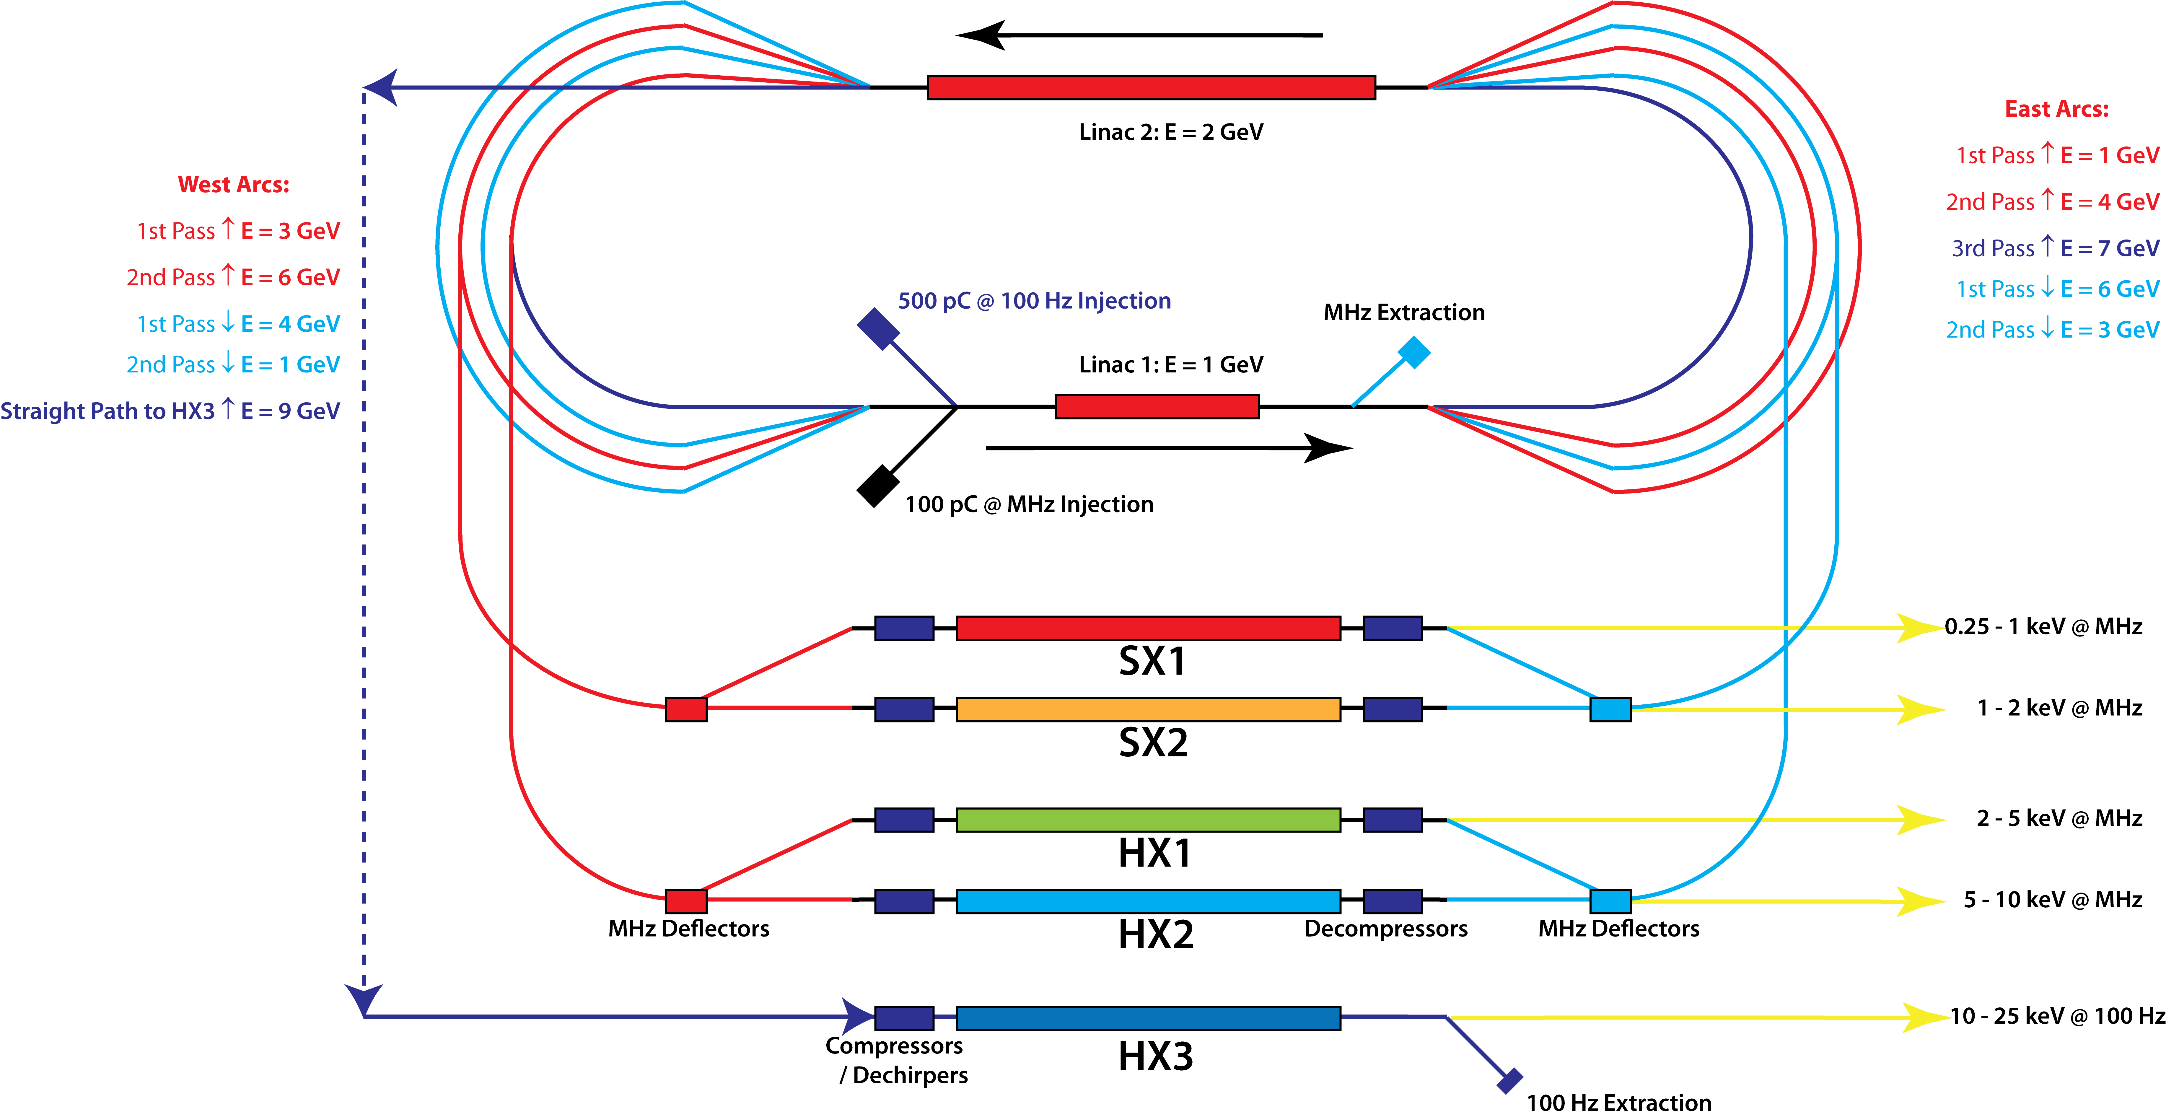 Linac 2: E = 2 GeV
East Arcs:
1st Pass ↑ E = 1 GeV
2nd Pass ↑ E = 4 GeV
3rd Pass ↑ E = 7 GeV
1st Pass ↓ E = 6 GeV
2nd Pass ↓ E = 3 GeV
West Arcs:
1st Pass ↑ E = 3 GeV
2nd Pass ↑ E = 6 GeV
1st Pass ↓ E = 4 GeV
2nd Pass ↓ E = 1 GeV
Straight Path to HX3 ↑ E = 9 GeV
500 pC @ 100 Hz Injection
MHz Extraction
Linac 1: E = 1 GeV
100 pC @ MHz Injection
0.25 - 1 keV @ MHz
SX1
1 - 2 keV @ MHz
SX2
2 - 5 keV @ MHz
HX1
5 - 10 keV @ MHz
MHz Deflectors
HX2
Decompressors
MHz Deflectors
10 - 25 keV @ 100 Hz
Compressors
/ Dechirpers
HX3
100 Hz Extraction